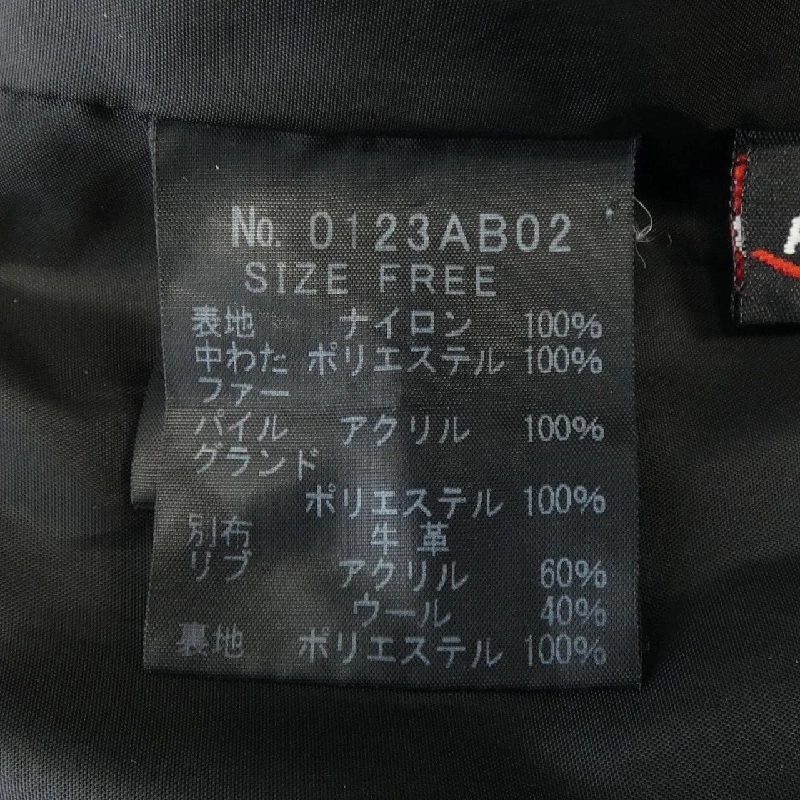 No. 0123AB02
SIZE FREE
表地 ナイロン 100%
中わた ポリエステル 100%
ファー
パイル アクリル 100%
グランド
ポリエステル 100%
別布 牛革
リブ アクリル 60%
ウール 40%
裏地 ポリエステル 100%